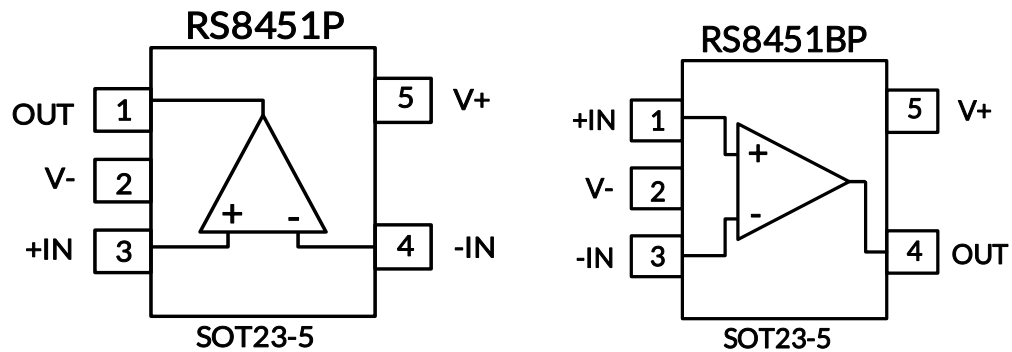 RS8451P
OUT 1
5 V+
V- 2
+IN 3
+ -
4 -IN
SOT23-5
RS8451BP
+IN 1
5 V+
+
V- 2
-
-IN 3
4 OUT
SOT23-5